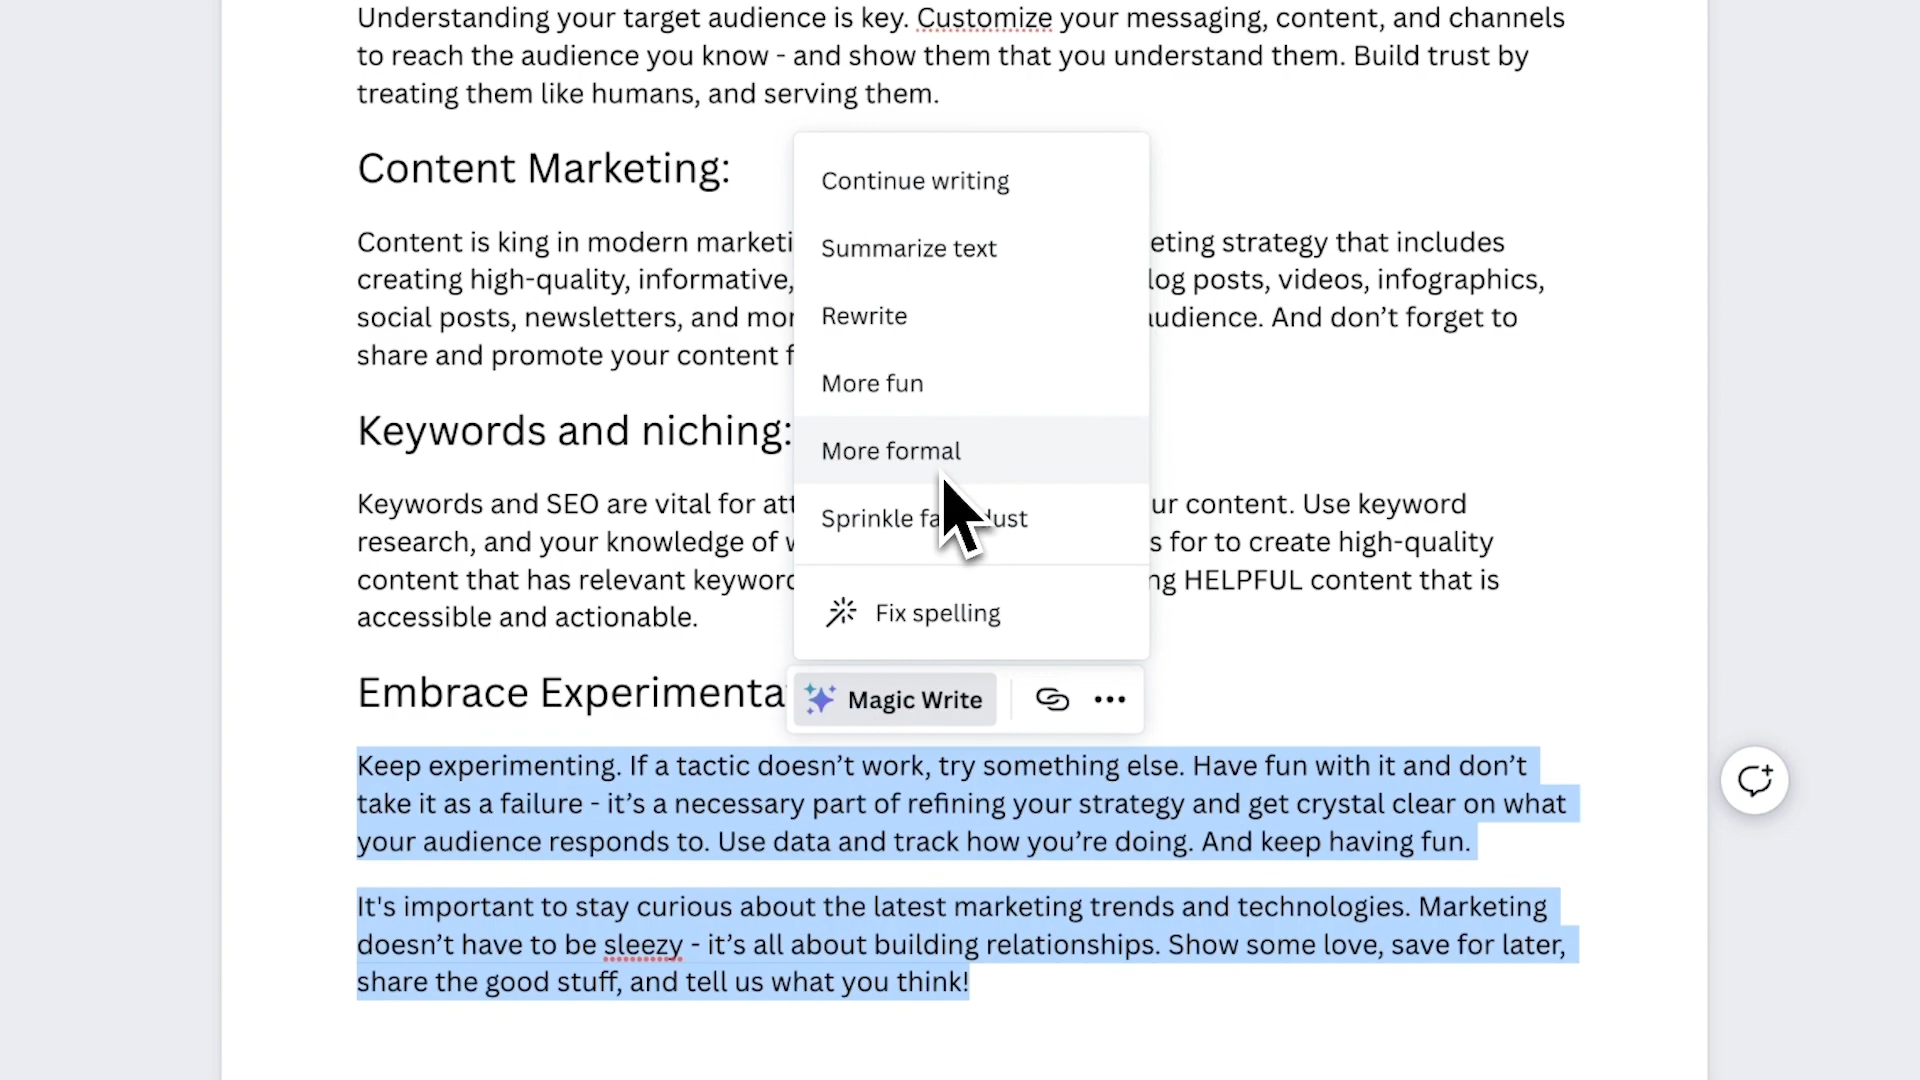 Understanding your target audience is key. Customize your messaging, content, and channels
to reach the audience you know - and show them that you understand them. Build trust by
treating them like humans, and serving them.
Content Marketing:
Content is king in modern eting strategy that includes
creating high-quality, informative, log posts, videos, infographics,
social posts, newsletters, and audience. And don’t forget to
share and promote your content
Keywords and niching:
Keywords and SEO are vital for ur content. Use keyword
research, and your knowledge of s for to create high-quality
content that has relevant ng HELPFUL content that is
accessible and actionable.
Embrace
Continue writing
Summarize text
Rewrite
More fun
More formal
Sprinkle dust
Fix spelling
Magic Write
Keep experimenting. If a tactic doesn’t work, try something else. Have fun with it and don’t
take it as a failure - it’s a necessary part of refining your strategy and get crystal clear on what
your audience responds to. Use data and track how you’re doing. And keep having fun.
It's important to stay curious about the latest marketing trends and technologies. Marketing
doesn’t have to be sleezy - it’s all about building relationships. Show some love, save for later,
share the good stuff, and tell us what you think!